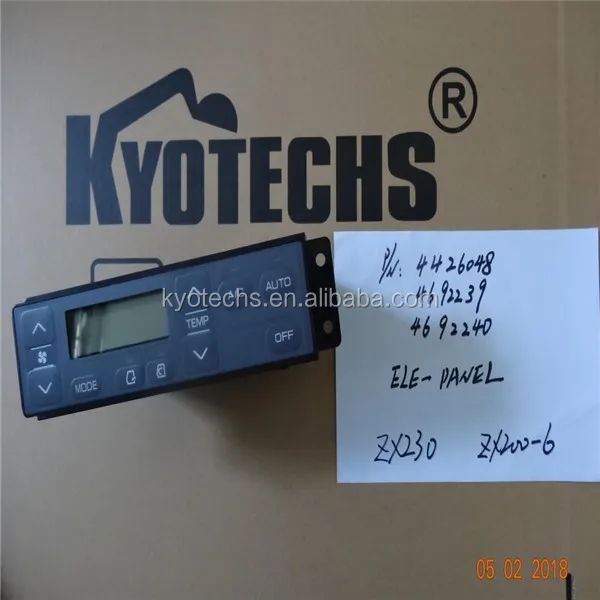 KYOTECHS ®
P/N: 4426048
4692239
4692240
ELE-PANEL
ZX230 ZX200-6
AUTO
TEMP
OFF
MODE
kyotechs.en.alibaba.com
05 02 2018